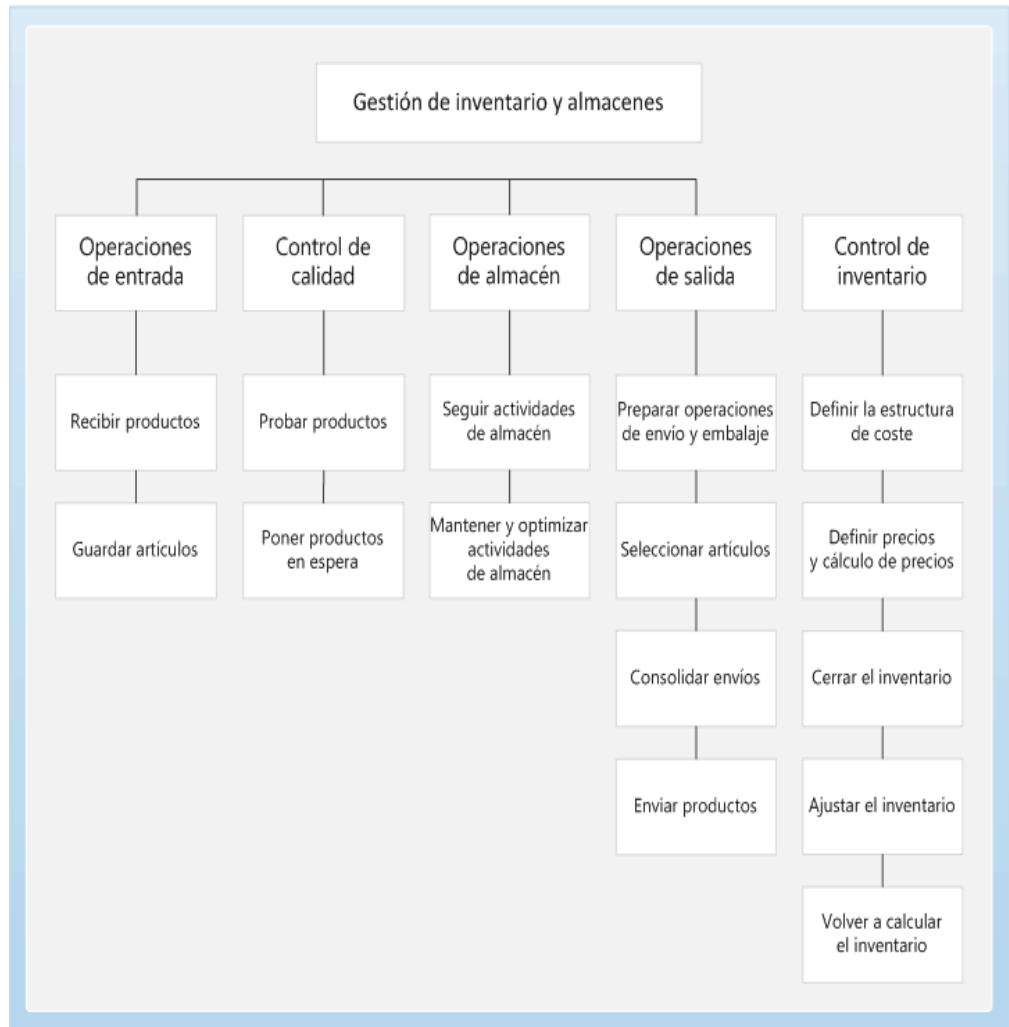 Gestión de inventario y almacenes
Operaciones
de entrada
Control de
calidad
Operaciones
de almacén
Operaciones
de salida
Control de
inventario
Recibir productos
Probar productos
Seguir actividades
de almacén
Preparar operaciones
de envío y embalaje
Definir la estructura
de coste
Guardar artículos
Poner productos
en espera
Mantener y optimizar
actividades
de almacén
Seleccionar artículos
Definir precios
y cálculo de precios
Consolidar envíos
Cerrar el inventario
Enviar productos
Ajustar el inventario
Volver a calcular
el inventario